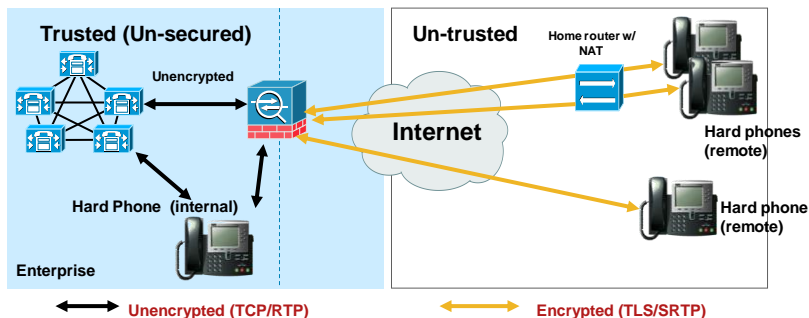 Trusted (Un-secured)
Unencrypted
Hard Phone (internal)
Enterprise
Un-trusted
Home router w/
NAT
Internet
Hard phones
(remote)
Hard phone
(remote)
Unencrypted (TCP/RTP)
Encrypted (TLS/SRTP)